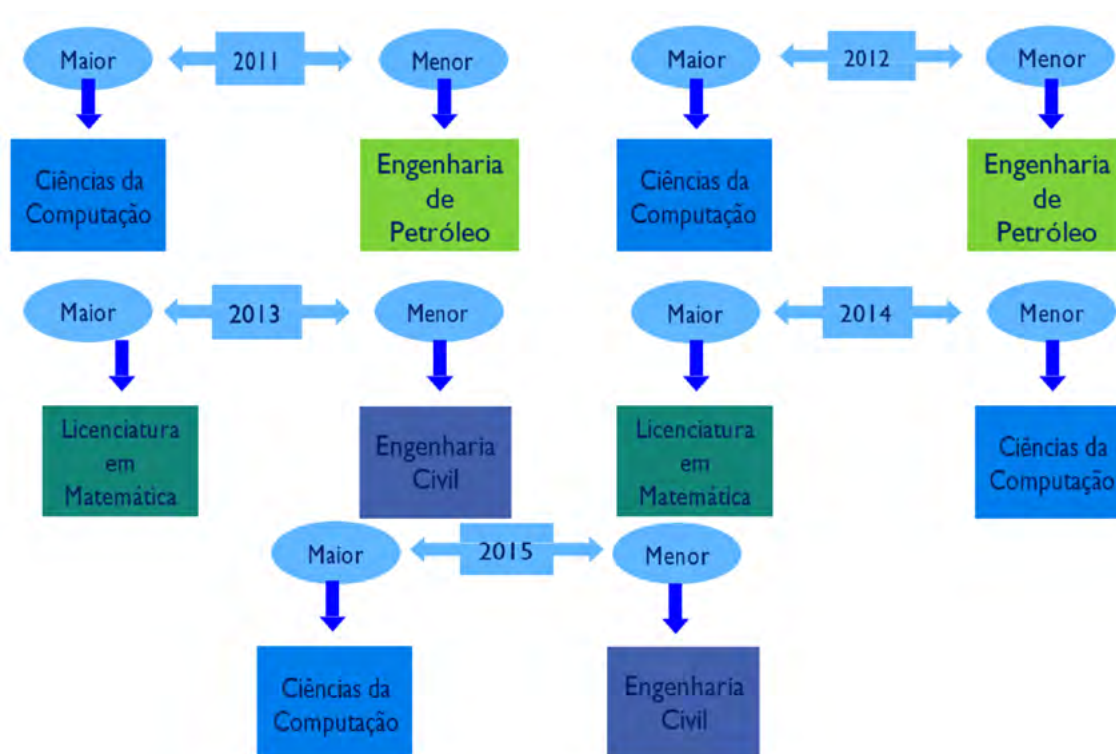 Maior
2011
Menor
Maior
2012
Menor
Ciências da
Computação
Engenharia
de
Petróleo
Ciências da
Computação
Engenharia
de
Petróleo
Maior
2013
Menor
Maior
2014
Menor
Licenciatura
em
Matemática
Engenharia
Civil
Licenciatura
em
Matemática
Ciências da
Computação
Maior
2015
Menor
Ciências da
Computação
Engenharia
Civil